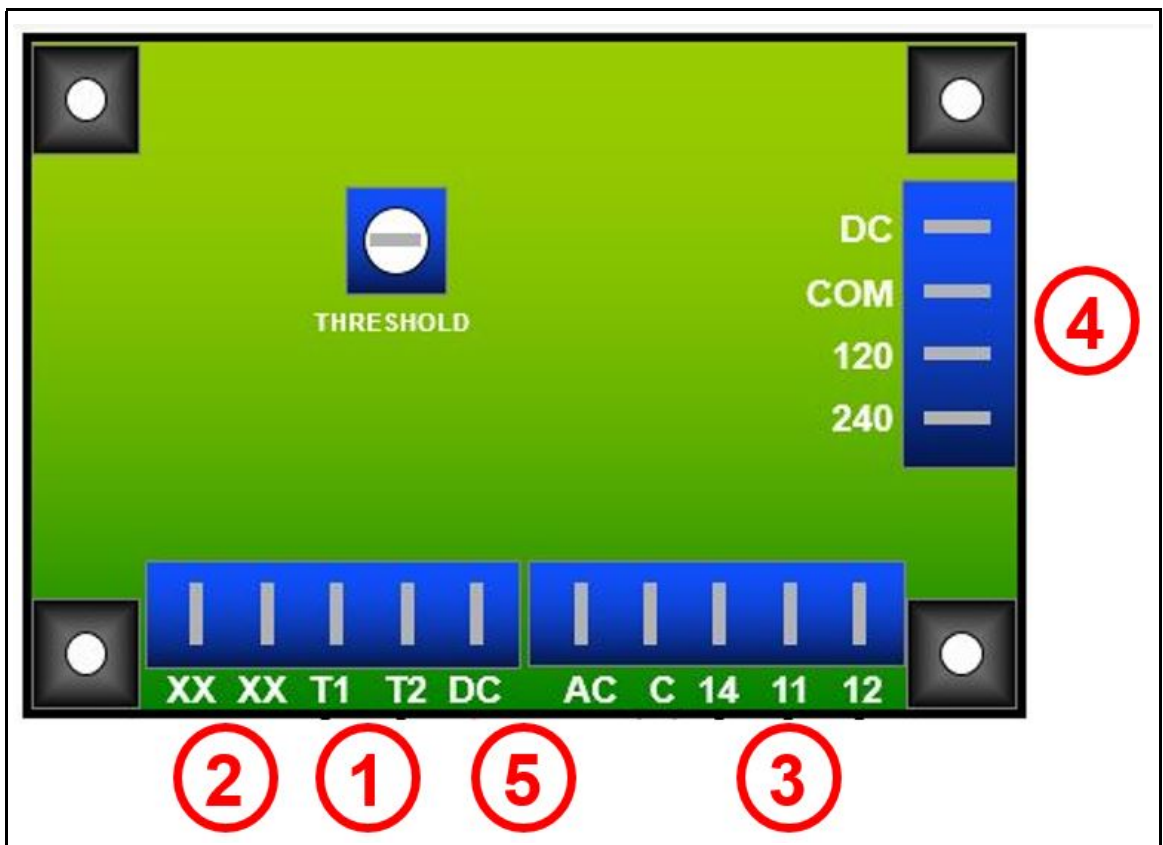 DC
COM
THRESHOLD
120
240
4
XX XX T1 T2 DC AC C 14 11 12
2 1 5 3